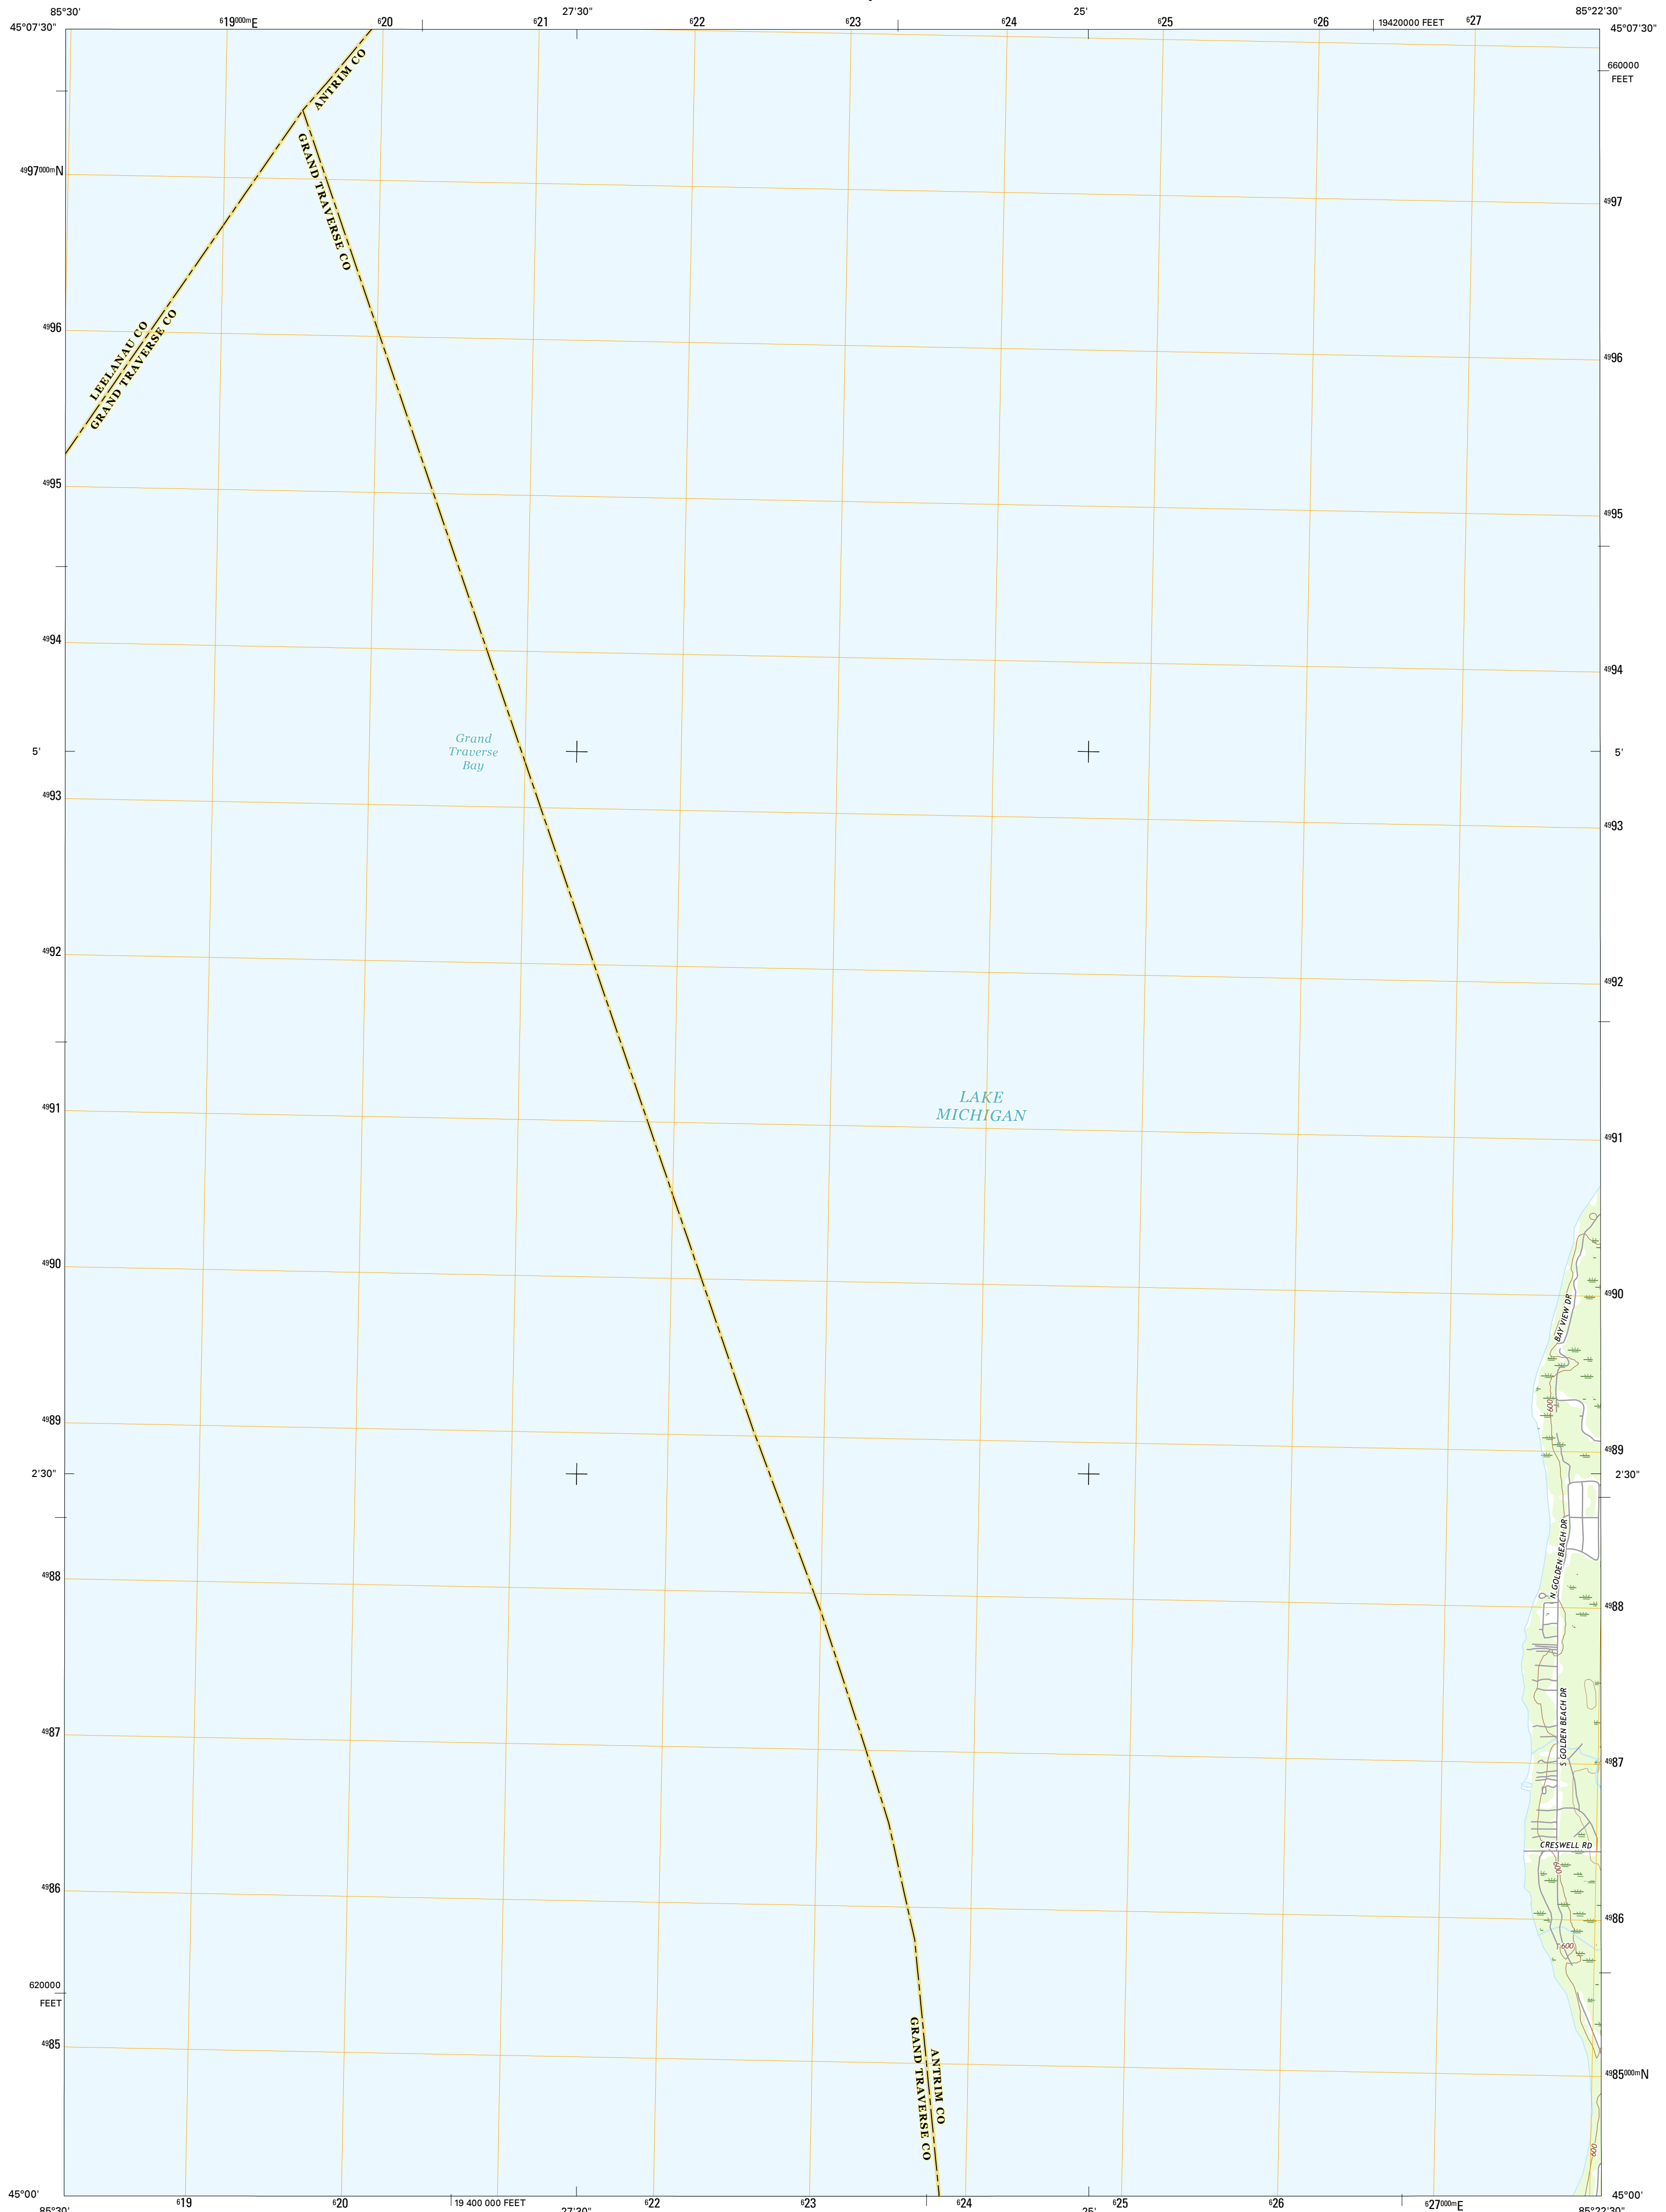 85°30'
⁶19⁰⁰⁰ᵐE
⁶20
⁶21
27'30"
⁶22
⁶23
⁶24
25'
⁶25
⁶26
19420000 FEET
⁶27
85°22'30"
45°07'30"
45°07'30"
660000
FEET
ANTRIM CO
GRAND TRAVERSE CO
⁴⁹97⁰⁰⁰ᵐN
⁴⁹97
LEELANAU CO
GRAND TRAVERSE CO
⁴⁹96
⁴⁹96
⁴⁹95
⁴⁹95
⁴⁹94
⁴⁹94
Grand
Traverse
Bay
5'
5'
⁴⁹93
⁴⁹93
⁴⁹92
⁴⁹92
LAKE
MICHIGAN
⁴⁹91
⁴⁹91
⁴⁹90
⁴⁹90
BAY VIEW DR
600
⁴⁹89
⁴⁹89
2'30"
2'30"
N GOLDEN BEACH DR
⁴⁹88
⁴⁹88
S GOLDEN BEACH DR
⁴⁹87
⁴⁹87
CRESWELL RD
600
⁴⁹86
⁴⁹86
600
620000
FEET
GRAND TRAVERSE CO
ANTRIM CO
⁴⁹85
⁴⁹85⁰⁰⁰ᵐN
600
45°00'
45°00'
85°30'
⁶19
⁶20
19 400 000 FEET
27'30"
⁶22
⁶23
⁶24
25'
⁶25
⁶26
⁶27⁰⁰⁰ᵐE
85°22'30"